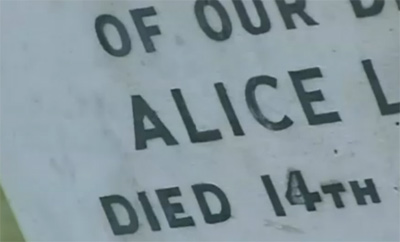 OF OUR D
ALICE L
DIED 14TH